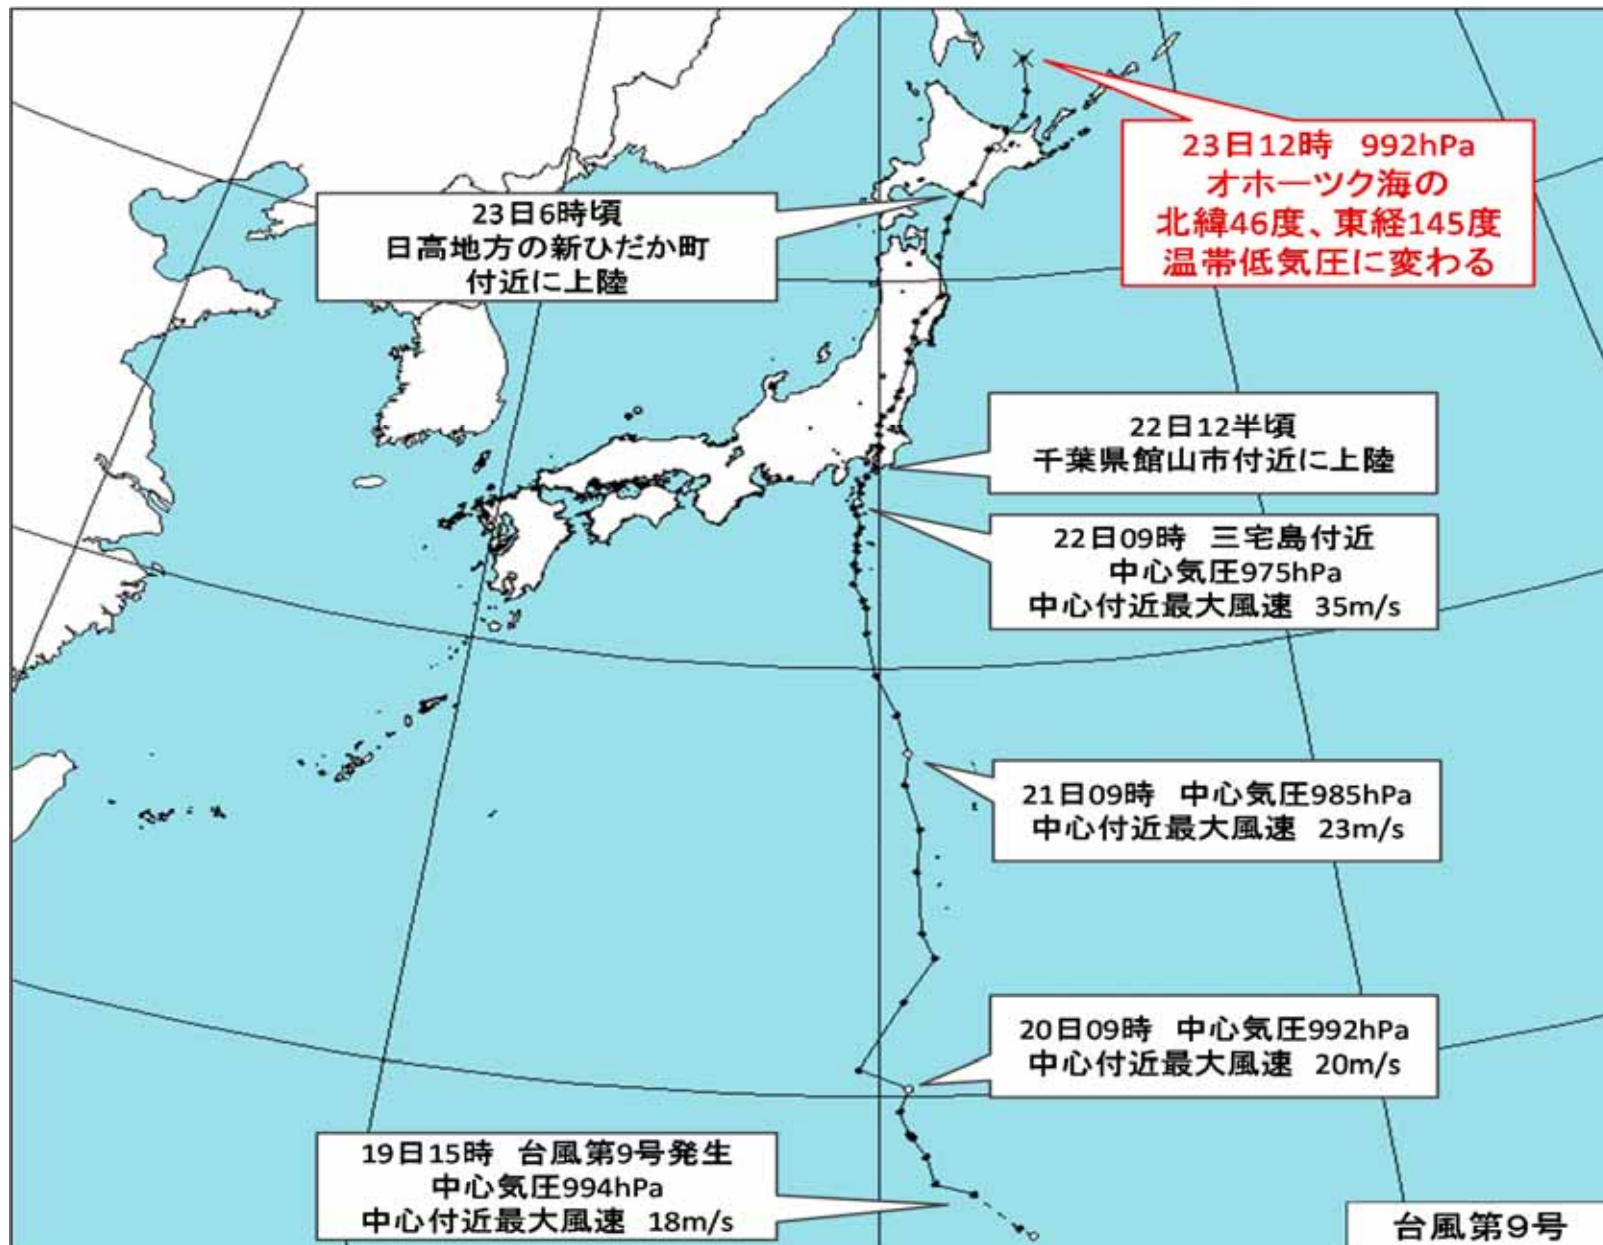 23日12時 992hPa
オホーツク海の
北緯46度、東経145度
温帯低気圧に変わる
23日6時頃
日高地方の新ひだか町
付近に上陸
22日12半頃
千葉県館山市付近に上陸
22日09時 三宅島付近
中心気圧975hPa
中心付近最大風速 35m/s
21日09時 中心気圧985hPa
中心付近最大風速 23m/s
20日09時 中心気圧992hPa
中心付近最大風速 20m/s
19日15時 台風第9号発生
中心気圧994hPa
中心付近最大風速 18m/s
台風第9号